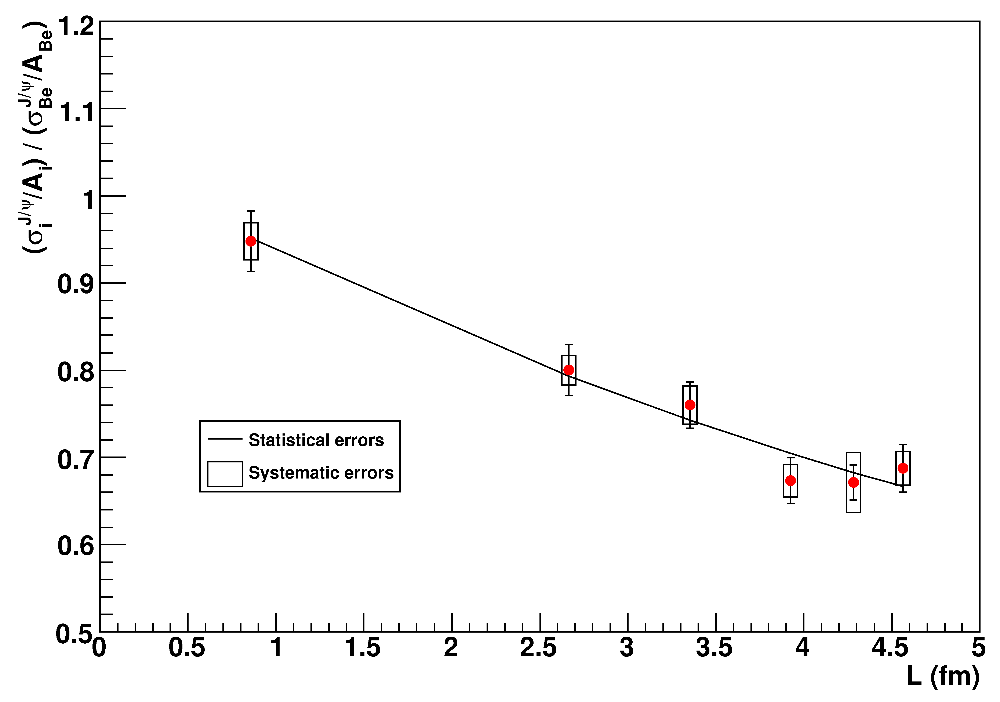 (σ_i^J/ψ/A_i) / (σ_Be^J/ψ/A_Be)
1.2
1.1
1
0.9
0.8
0.7
0.6
0.5
Statistical errors
Systematic errors
0 0.5 1 1.5 2 2.5 3 3.5 4 4.5 5
L (fm)